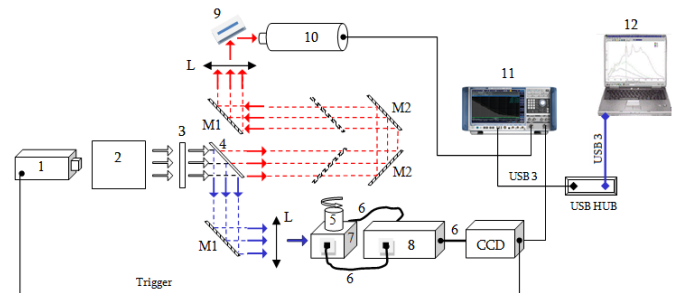 9
10
12
L
11
M1
M2
3
4
1
2
M2
USB 3
USB 3
6
5
USB HUB
L
7
M1
8
6
CCD
6
Trigger